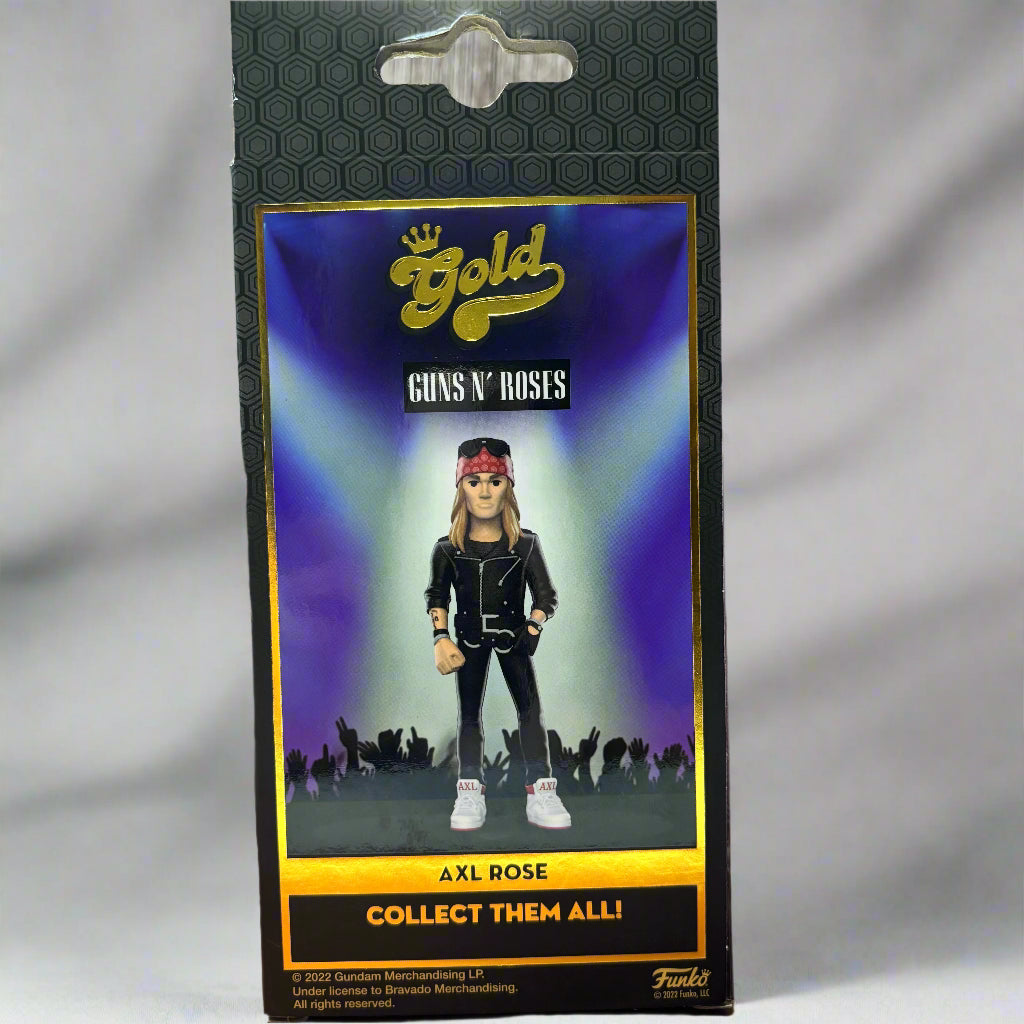 Gold
GUNS N' ROSES
AXL AXL
AXL ROSE
COLLECT THEM ALL!
© 2022 Gundam Merchandising LP.
Under license to Bravado Merchandising.
All rights reserved.
Funko
© 2022 Funko, LLC